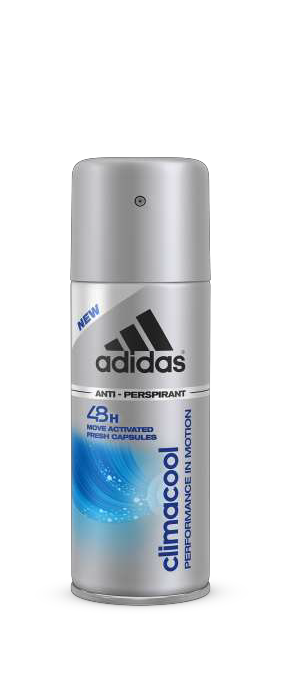 NEW
adidas®
ANTI - PERSPIRANT
48H
MOVE ACTIVATED
FRESH CAPSULES
climacool
PERFORMANCE IN MOTION